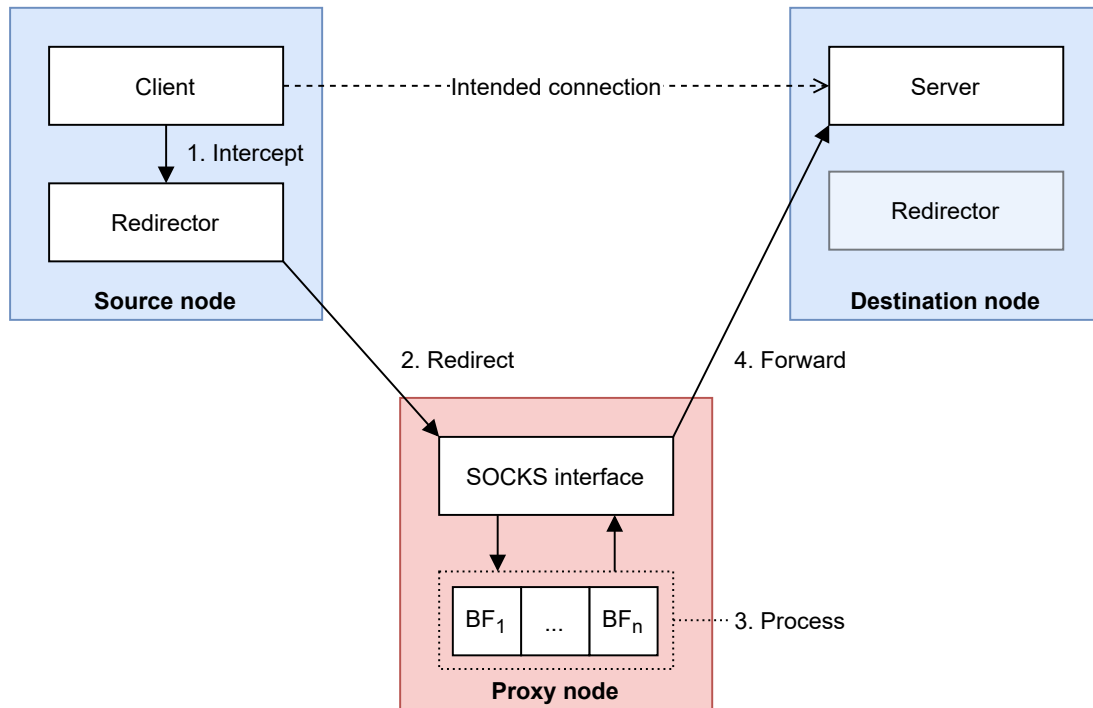 Client
Intended connection
Server
1. Intercept
Redirector
Redirector
Source node
Destination node
2. Redirect
4. Forward
SOCKS interface
BF1
...
BFn
3. Process
Proxy node